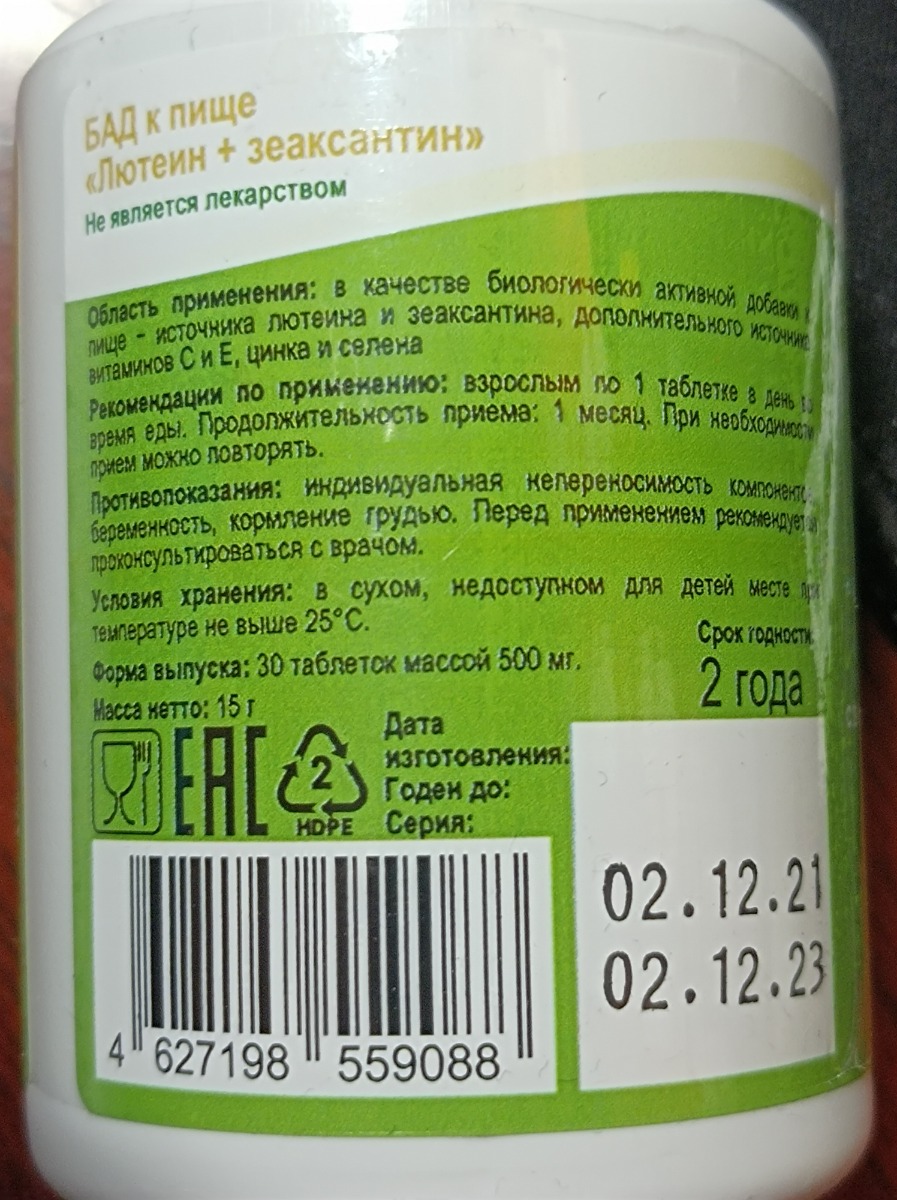 БАД к пище
«Лютеин + зеаксантин»
Не является лекарством
Область применения: в качестве биологически активной добавки к
пище - источника лютеина и зеаксантина, дополнительного источника
витаминов С и Е, цинка и селена
Рекомендации по применению: взрослым по 1 таблетке в день во
время еды. Продолжительность приема: 1 месяц. При необходимости
прием можно повторять.
Противопоказания: индивидуальная непереносимость
беременность, кормление грудью. Перед применением рекомендуется
проконсультироваться с врачом.
Условия хранения: в сухом, недоступном для детей месте при
температуре не выше 25°С.
Форма выпуска: 30 таблеток массой 500 мг.
Масса нетто: 15 г
Срок годности:
2 года
EAC
2
HDPE
Дата
изготовления:
Годен до:
Серия:
02.12.21
02.12.23
4 627198 559088